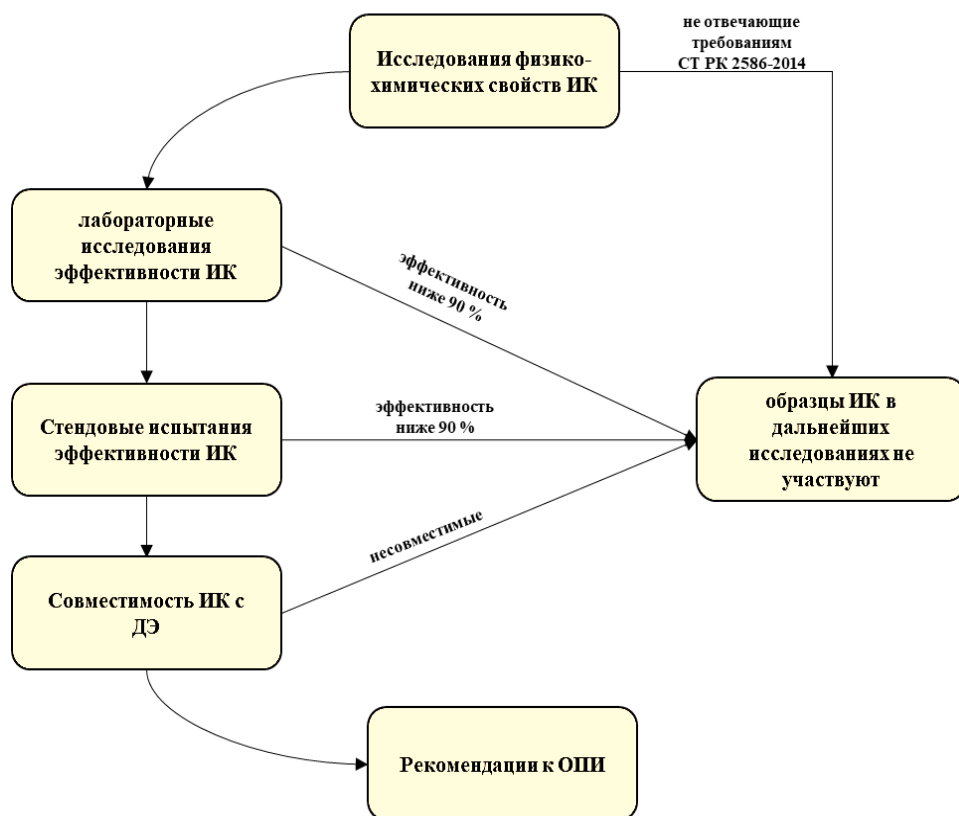 не отвечающие
требованиям
СТ РК 2586-2014
Исследования физико-
химических свойств ИК
лабораторные
исследования
эффективности ИК
эффективность
ниже 90 %
Стендовые испытания
эффективности ИК
эффективность
ниже 90 %
образцы ИК в
дальнейших
исследованиях не
участвуют
несовместимые
Совместимость ИК с
ДЭ
Рекомендации к ОПИ